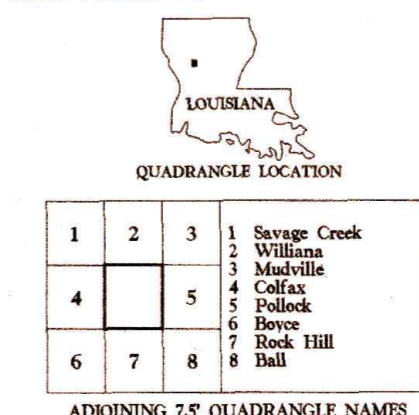 LOUISIANA
QUADRANGLE LOCATION
1 2 3
4 5
6 7 8
1 Savage Creek
2 Williana
3 Mudville
4 Colfax
5 Pollock
6 Boyce
7 Rock Hill
8 Ball
ADJOINING 7.5' QUADRANGLE NAMES